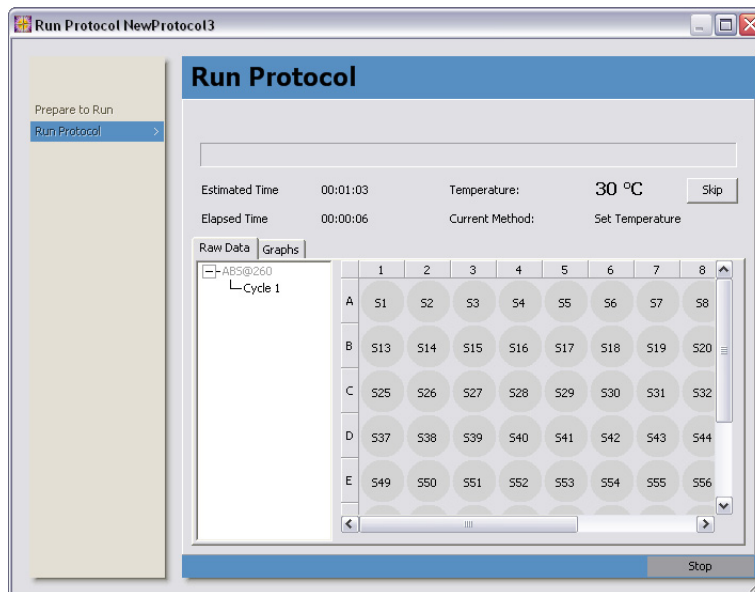 Run Protocol NewProtocol3
Run Protocol
Prepare to Run
Run Protocol >
Estimated Time 00:01:03 Temperature: 30 ºC Skip
Elapsed Time 00:00:06 Current Method: Set Temperature
Raw Data Graphs
ABS@260
Cycle 1
1 2 3 4 5 6 7 8
A S1 S2 S3 S4 S5 S6 S7 S8
B S13 S14 S15 S16 S17 S18 S19 S20
C S25 S26 S27 S28 S29 S30 S31 S32
D S37 S38 S39 S40 S41 S42 S43 S44
E S49 S50 S51 S52 S53 S54 S55 S56
Stop